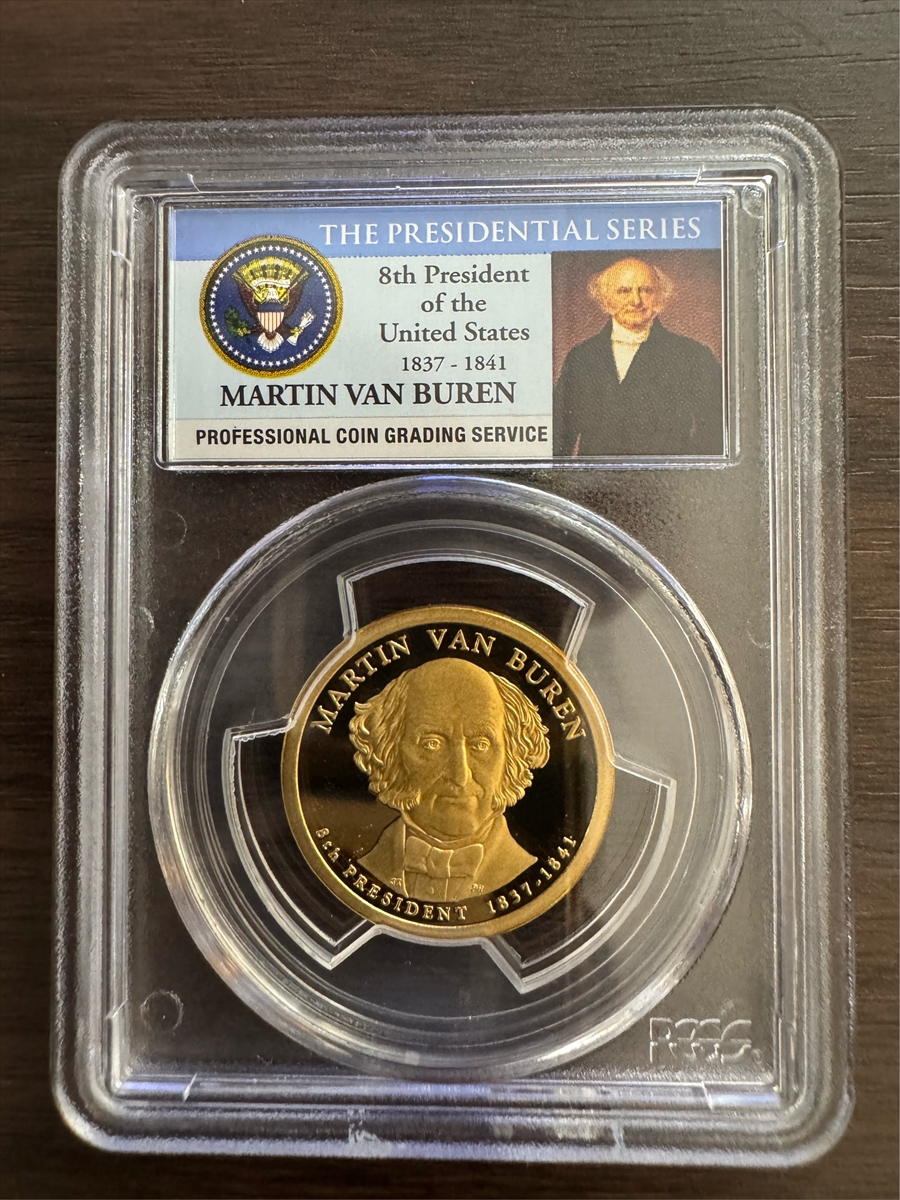 THE PRESIDENTIAL SERIES
8th President
of the
United States
1837 - 1841
MARTIN VAN BUREN
PROFESSIONAL COIN GRADING SERVICE
MARTIN VAN BUREN
8th PRESIDENT 1837-1841
PCGS